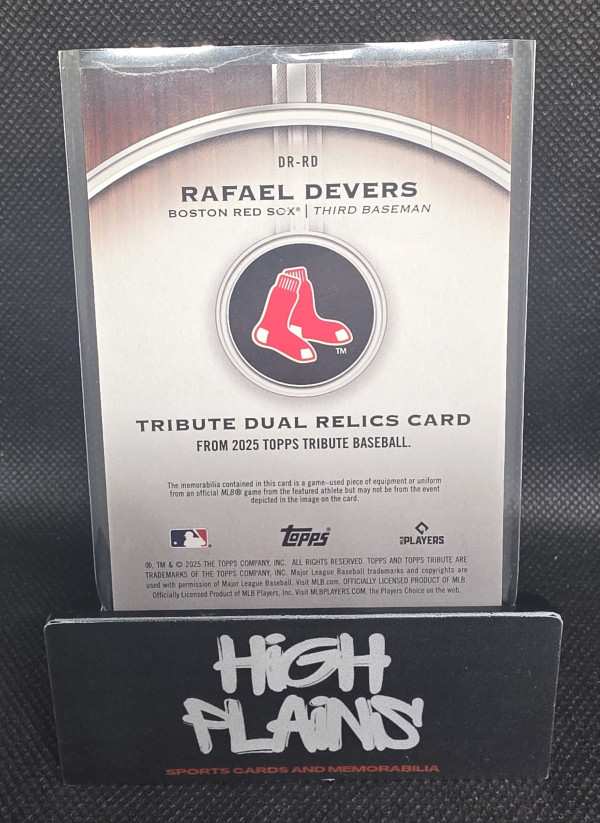 DR-RD
RAFAEL DEVERS
BOSTON RED SOX® | THIRD BASEMAN
TM
TRIBUTE DUAL RELICS CARD
FROM 2025 TOPPS TRIBUTE BASEBALL.
The memorabilia contained in this card is a game-used piece of equipment or uniform
from an official MLB® game from the featured athlete but may not be from the event
depicted in the image on the card.
topps®
MLB PLAYERS
®, TM & © 2025 THE TOPPS COMPANY, INC. ALL RIGHTS RESERVED. TOPPS AND TOPPS TRIBUTE ARE
TRADEMARKS OF THE TOPPS COMPANY, INC. Major League Baseball trademarks and copyrights are
used with permission of Major League Baseball. Visit MLB.com. OFFICIALLY LICENSED PRODUCT OF MLB
Officially Licensed Product of MLB Players, Inc. Visit MLBPLAYERS.COM, the Players Choice on the web.
HiGH
PLAiNS
SPORTS CARDS AND MEMORABILIA